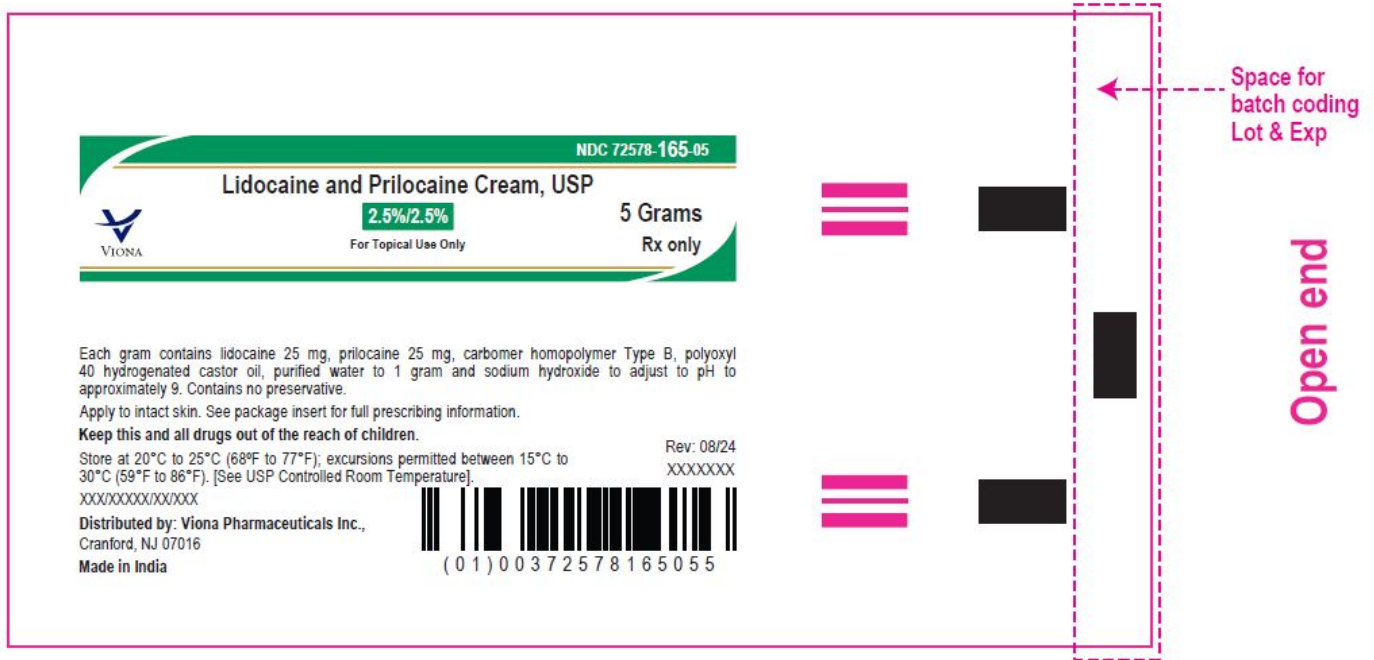 Space for
batch coding
Lot & Exp
Open end
NDC 72578-165-05
Lidocaine and Prilocaine Cream, USP
2.5%/2.5%
5 Grams
For Topical Use Only
Rx only
VIONA
Each gram contains lidocaine 25 mg, prilocaine 25 mg, carbomer homopolymer Type B, polyoxyl
40 hydrogenated castor oil, purified water to 1 gram and sodium hydroxide to adjust to pH to
approximately 9. Contains no preservative.
Apply to intact skin. See package insert for full prescribing information.
Keep this and all drugs out of the reach of children.
Store at 20°C to 25°C (68ºF to 77°F); excursions permitted between 15°C to
30°C (59°F to 86°F). [See USP Controlled Room Temperature].
XXX/XXXXX/XX/XXX
Distributed by: Viona Pharmaceuticals Inc.,
Cranford, NJ 07016
Made in India
Rev: 08/24
XXXXXXX
(01)00372578165055